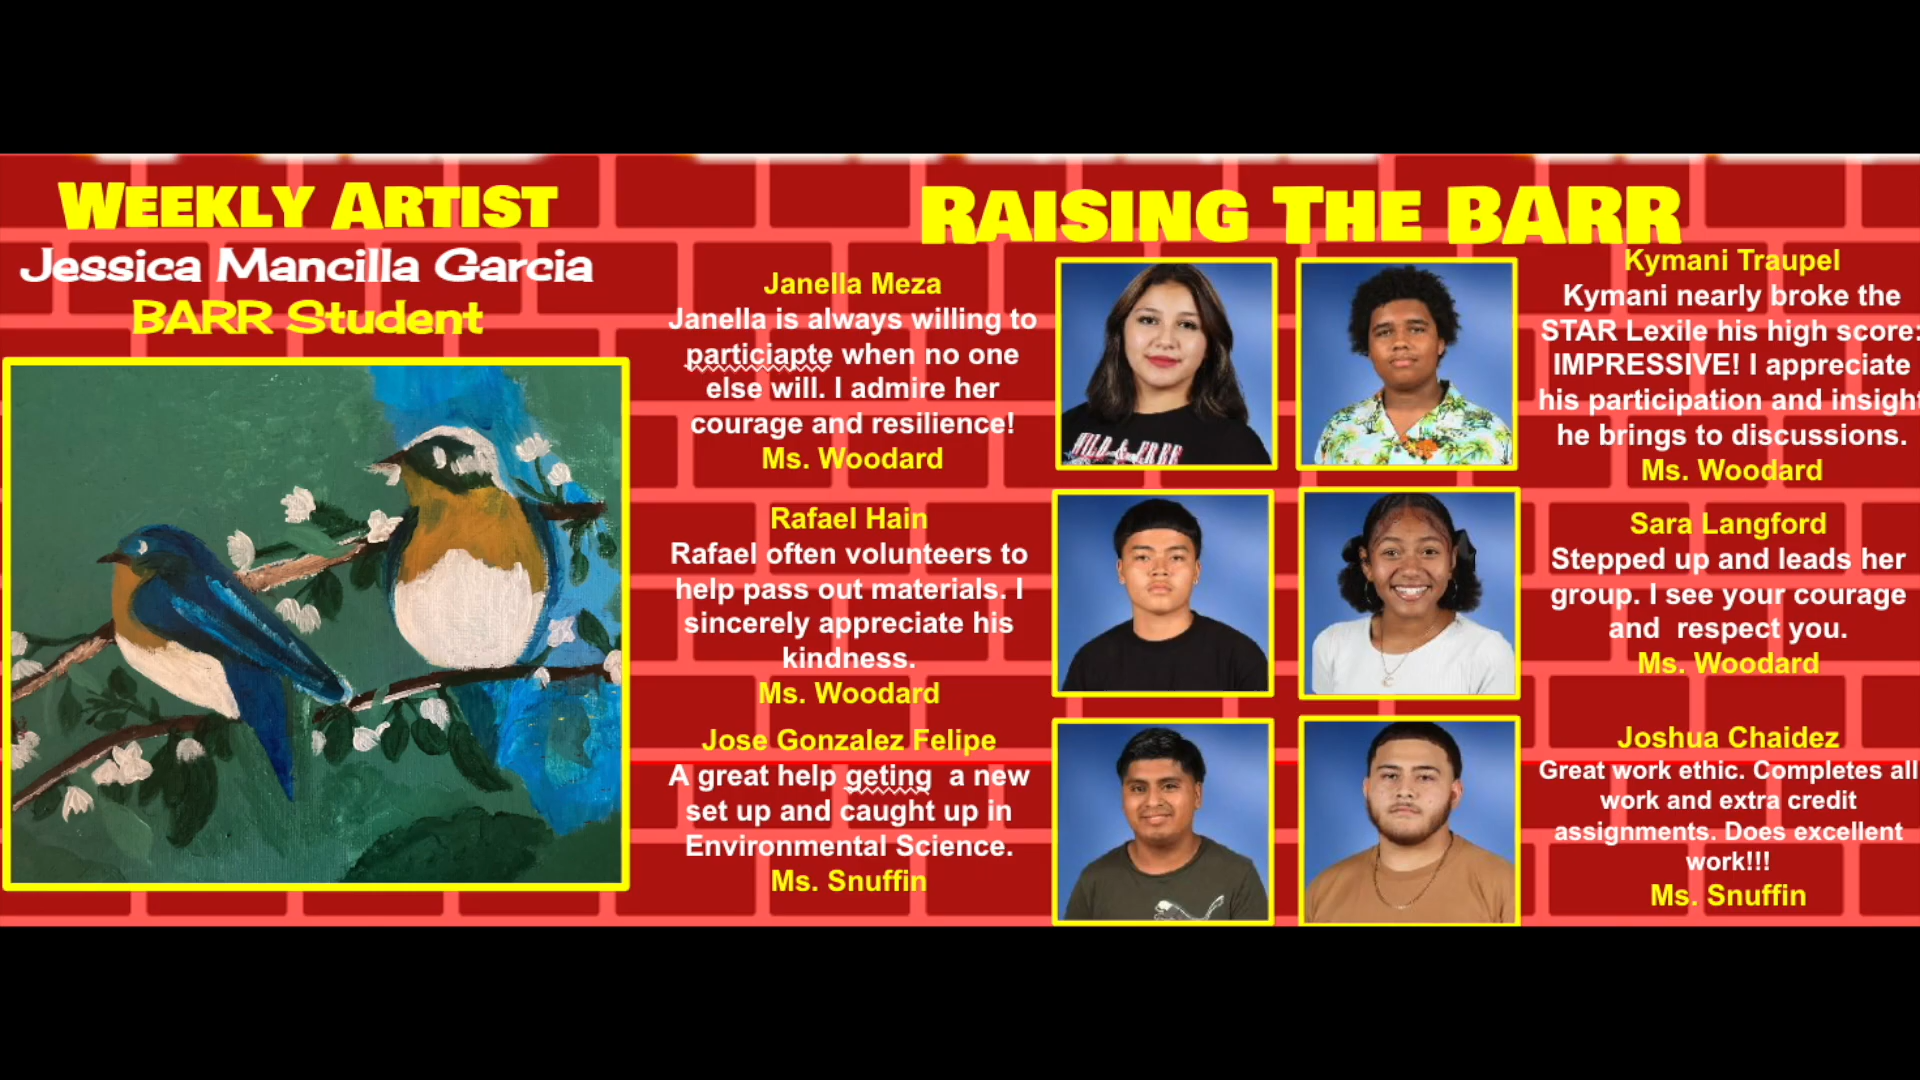 WEEKLY ARTIST
Jessica Mancilla Garcia
BARR Student
RAISING THE BARR
Janella Meza
Janella is always willing to
particiapte when no one
else will. I admire her
courage and resilience!
Ms. Woodard
WILD & FREE
Kymani Traupel
Kymani nearly broke the
STAR Lexile his high score:
IMPRESSIVE! I appreciate
his participation and insight
he brings to discussions.
Ms. Woodard
Rafael Hain
Rafael often volunteers to
help pass out materials. I
sincerely appreciate his
kindness.
Ms. Woodard
Sara Langford
Stepped up and leads her
group. I see your courage
and  respect you.
Ms. Woodard
Jose Gonzalez Felipe
A great help geting  a new
set up and caught up in
Environmental Science.
Ms. Snuffin
Joshua Chaidez
Great work ethic. Completes all
work and extra credit
assignments. Does excellent
work!!!
Ms. Snuffin